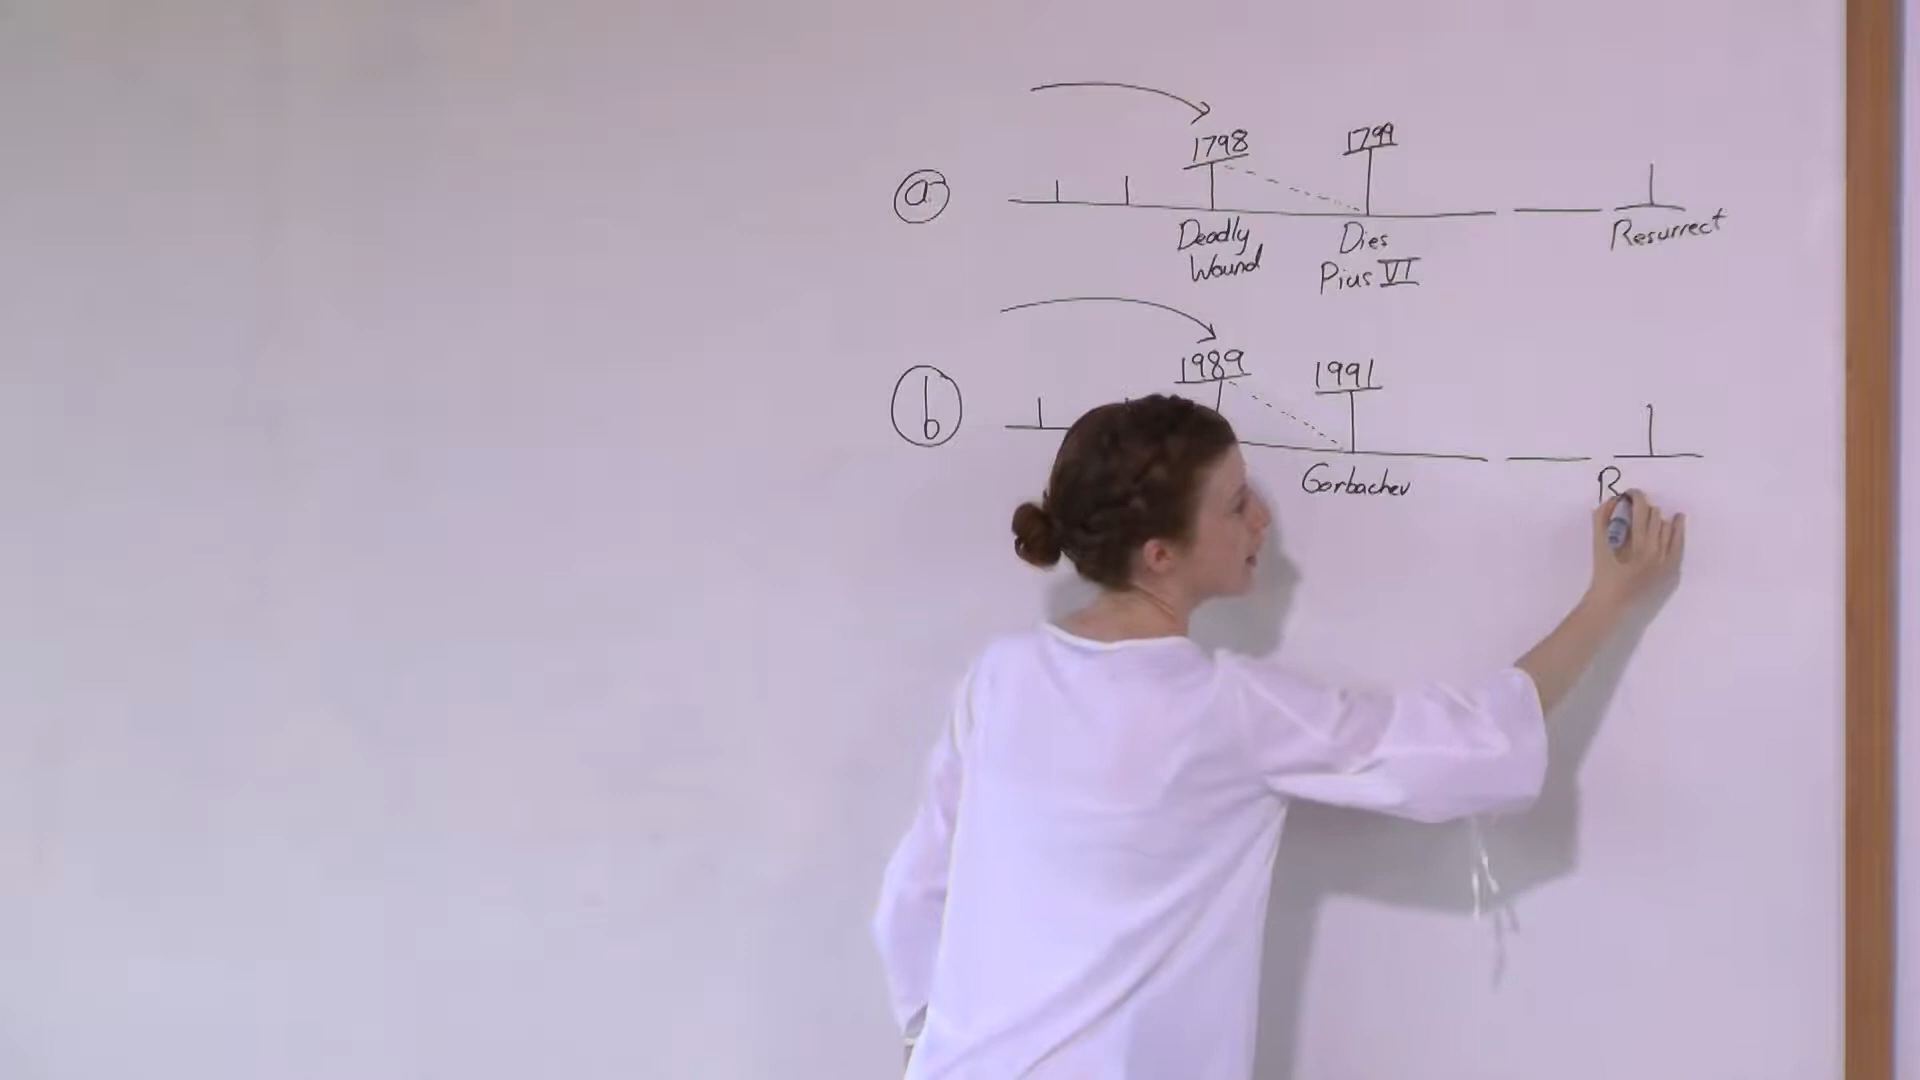 1798
1799
a
Deadly
Wound
Dies
Pius VI
Resurrect
1989
1991
b
Gorbachev
R